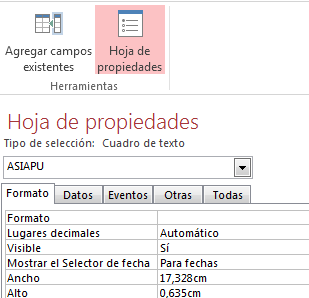 Agregar campos existentes
Hoja de propiedades
Herramientas
Hoja de propiedades
Tipo de selección: Cuadro de texto
ASIAPU
Formato Datos Eventos Otras Todas
Formato
Lugares decimales Automático
Visible Sí
Mostrar el Selector de fecha Para fechas
Ancho 17,328cm
Alto 0,635cm